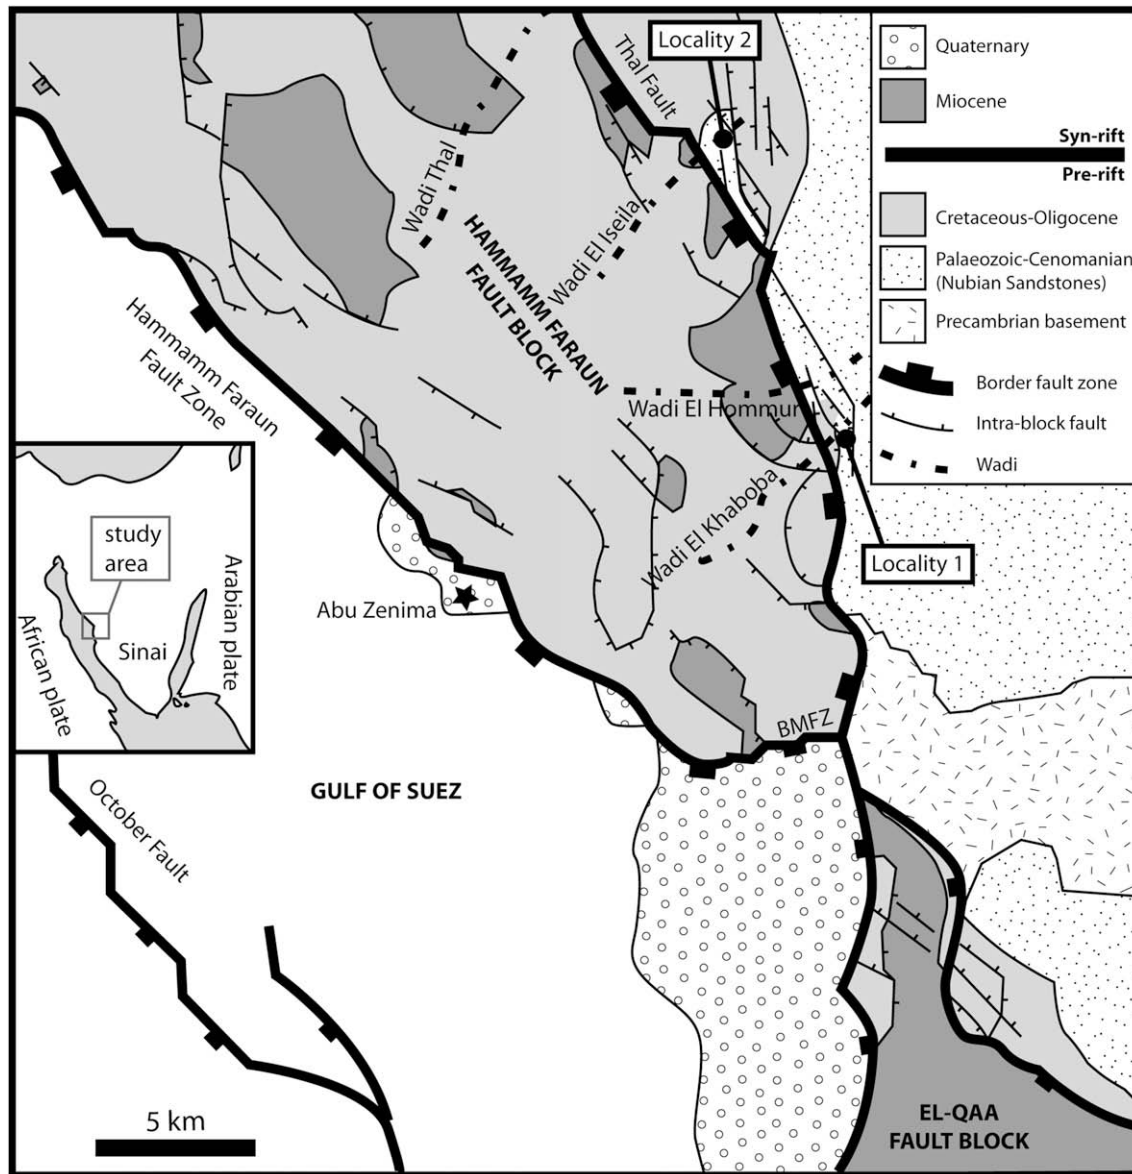 Locality 2
Thal Fault
Wadi Thal
Wadi El Iseila
HAMMAMM FARAUN
FAULT BLOCK
Hammamm Faraun
Fault Zone
Wadi El Hommur
Wadi El Khaboba
Locality 1
Abu Zenima
BMFZ
GULF OF SUEZ
October Fault
5 km
EL-QAA
FAULT BLOCK
study
area
Sinai
African plate
Arabian plate
Quaternary
Miocene
Syn-rift
Pre-rift
Cretaceous-Oligocene
Palaeozoic-Cenomanian
(Nubian Sandstones)
Precambrian basement
Border fault zone
Intra-block fault
Wadi